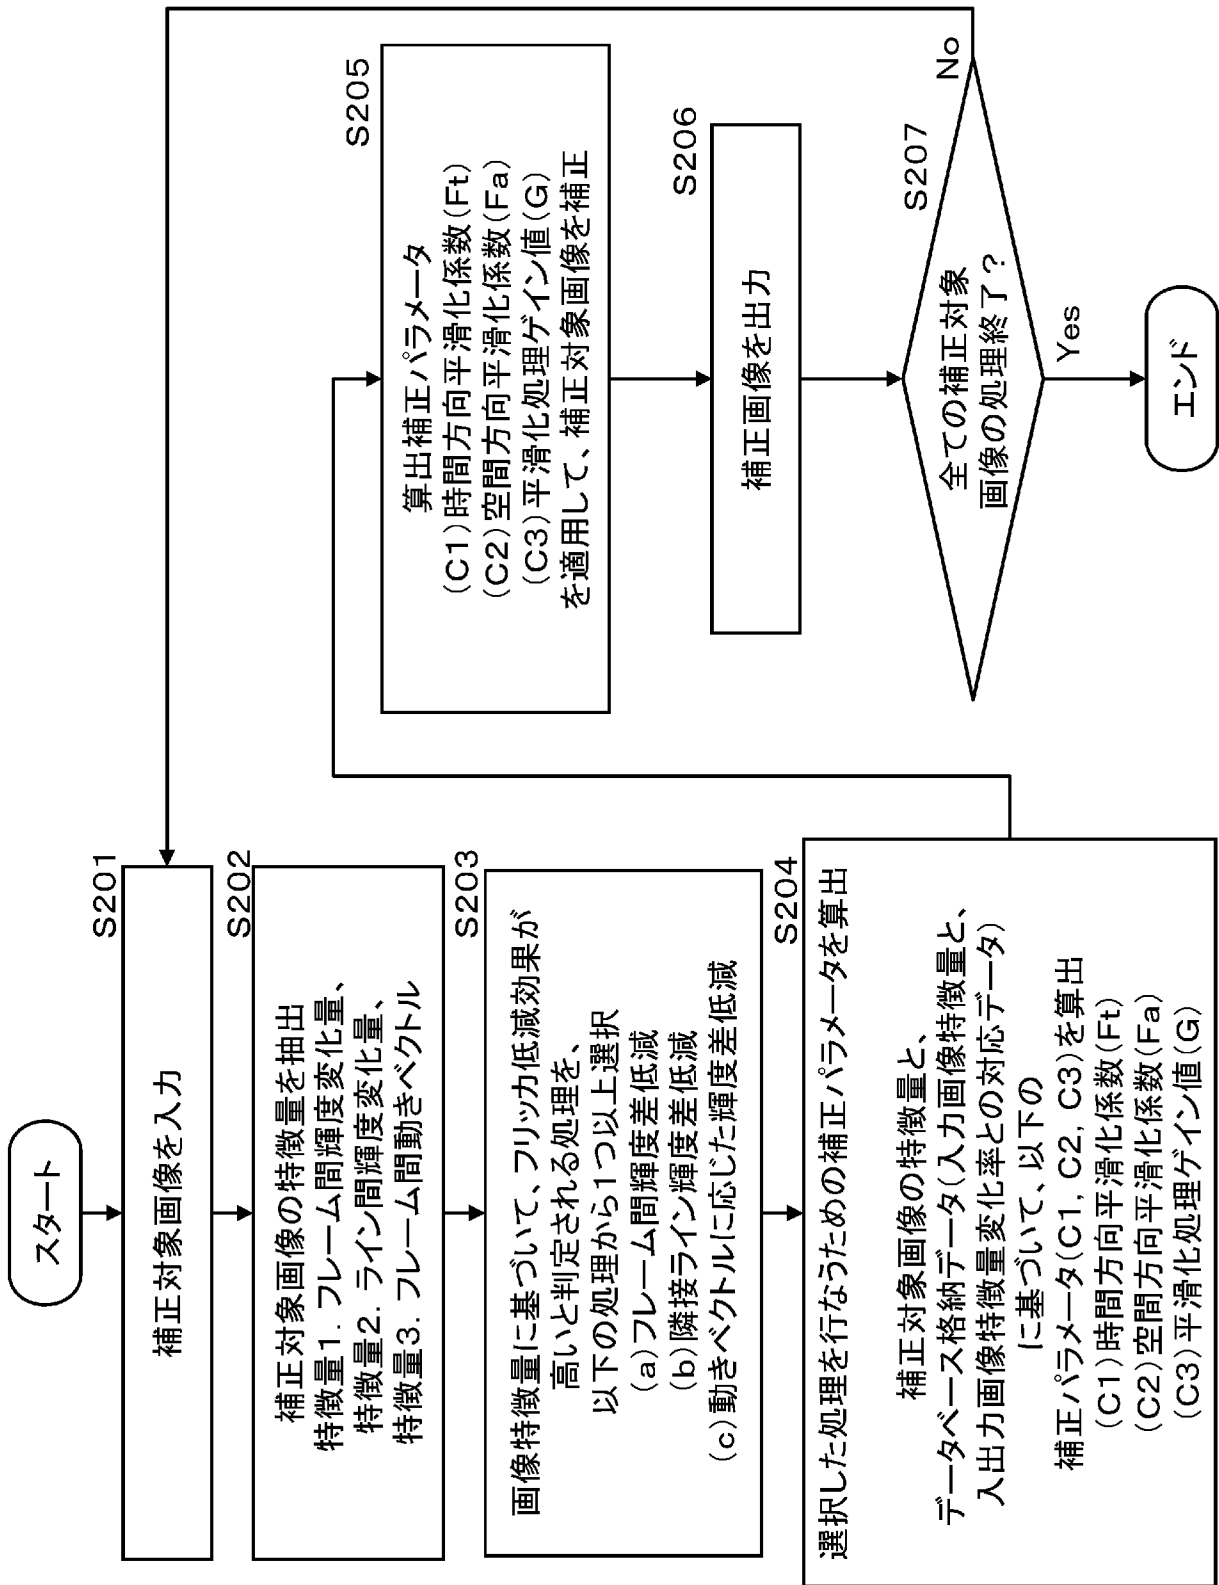 スタート
S201
補正対象画像を入力
S202
補正対象画像の特徴量を抽出
特徴量1. フレーム間輝度変化量、
特徴量2. ライン間輝度変化量、
特徴量3. フレーム間動きベクトル
S203
画像特徴量に基づいて、フリッカ低減効果が
高いと判定される処理を、
以下の処理から1つ以上選択
(a)フレーム間輝度差低減
(b)隣接ライン輝度差低減
(c)動きベクトルに応じた輝度差低減
S204
選択した処理を行なうための補正パラメータを算出
補正対象画像の特徴量と、
データベース格納データ(入力画像特徴量と、
入出力画像特徴量変化率との対応データ)
に基づいて、以下の
補正パラメータ(C1, C2, C3)を算出
(C1)時間方向平滑化係数(Ft)
(C2)空間方向平滑化係数(Fa)
(C3)平滑化処理ゲイン値(G)
S205
算出補正パラメータ
(C1)時間方向平滑化係数(Ft)
(C2)空間方向平滑化係数(Fa)
(C3)平滑化処理ゲイン値(G)
を適用して、補正対象画像を補正
S206
補正画像を出力
S207
全ての補正対象
画像の処理終了？
No
Yes
エンド